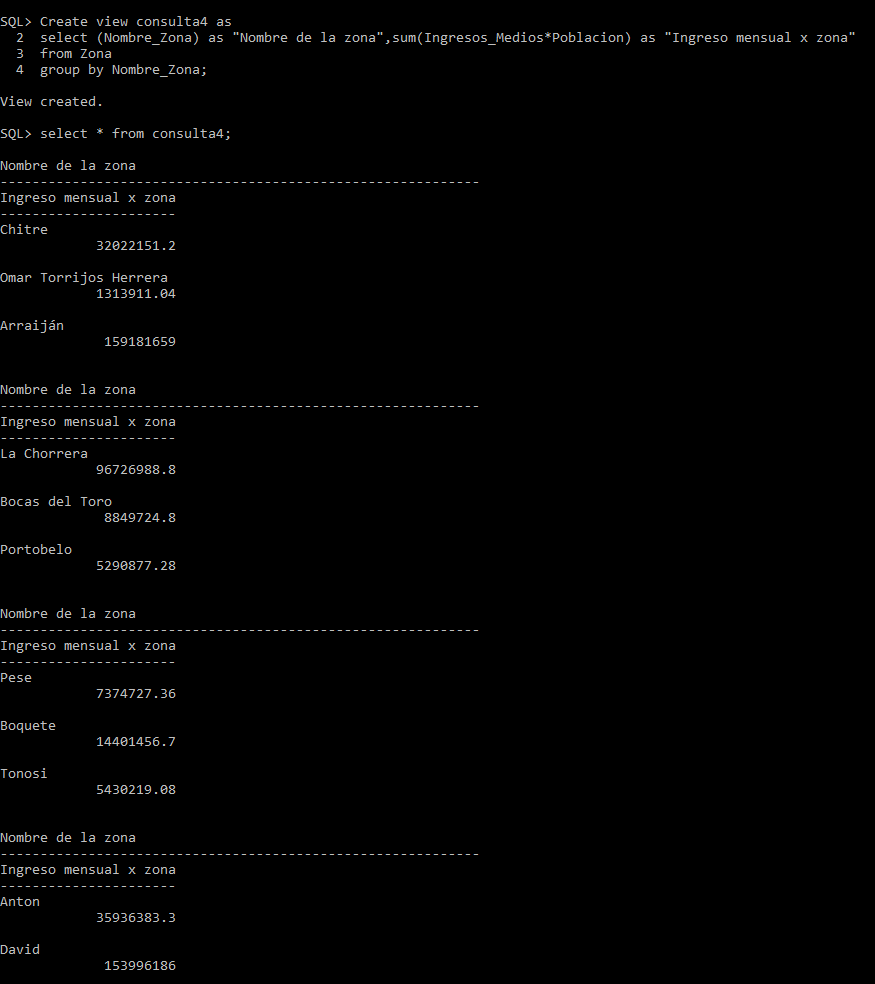 SQL> Create view consulta4 as
  2  select (Nombre_Zona) as "Nombre de la zona",sum(Ingresos_Medios*Poblacion) as "Ingreso mensual x zona"
  3  from Zona
  4  group by Nombre_Zona;
View created.
SQL> select * from consulta4;
Nombre de la zona
------------------------------------------------------------
Ingreso mensual x zona
----------------------
Chitre
            32022151.2
Omar Torrijos Herrera
            1313911.04
Arraiján
             159181659
Nombre de la zona
------------------------------------------------------------
Ingreso mensual x zona
----------------------
La Chorrera
            96726988.8
Bocas del Toro
             8849724.8
Portobelo
            5290877.28
Nombre de la zona
------------------------------------------------------------
Ingreso mensual x zona
----------------------
Pese
            7374727.36
Boquete
            14401456.7
Tonosi
            5430219.08
Nombre de la zona
------------------------------------------------------------
Ingreso mensual x zona
----------------------
Anton
            35936383.3
David
             153996186